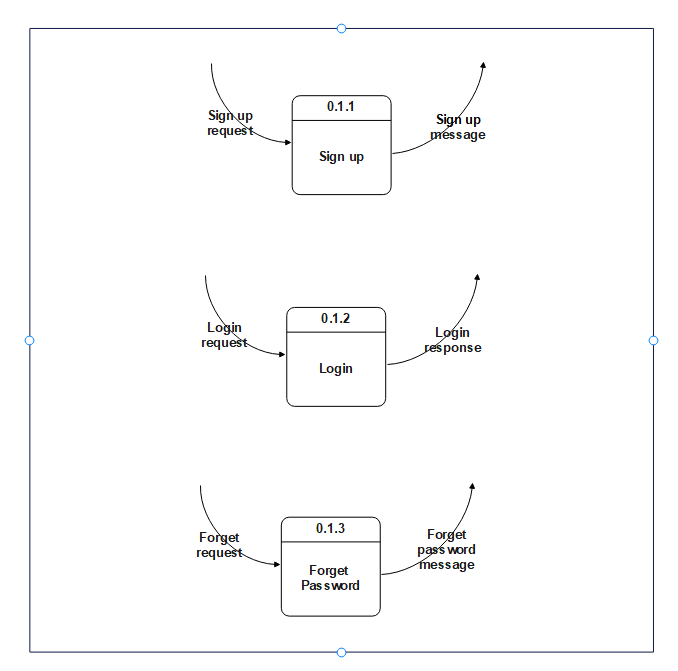 0.1.1
Sign up
request
Sign up
message
Sign up
0.1.2
Login
request
Login
response
Login
0.1.3
Forget
request
Forget
password
message
Forget
Password